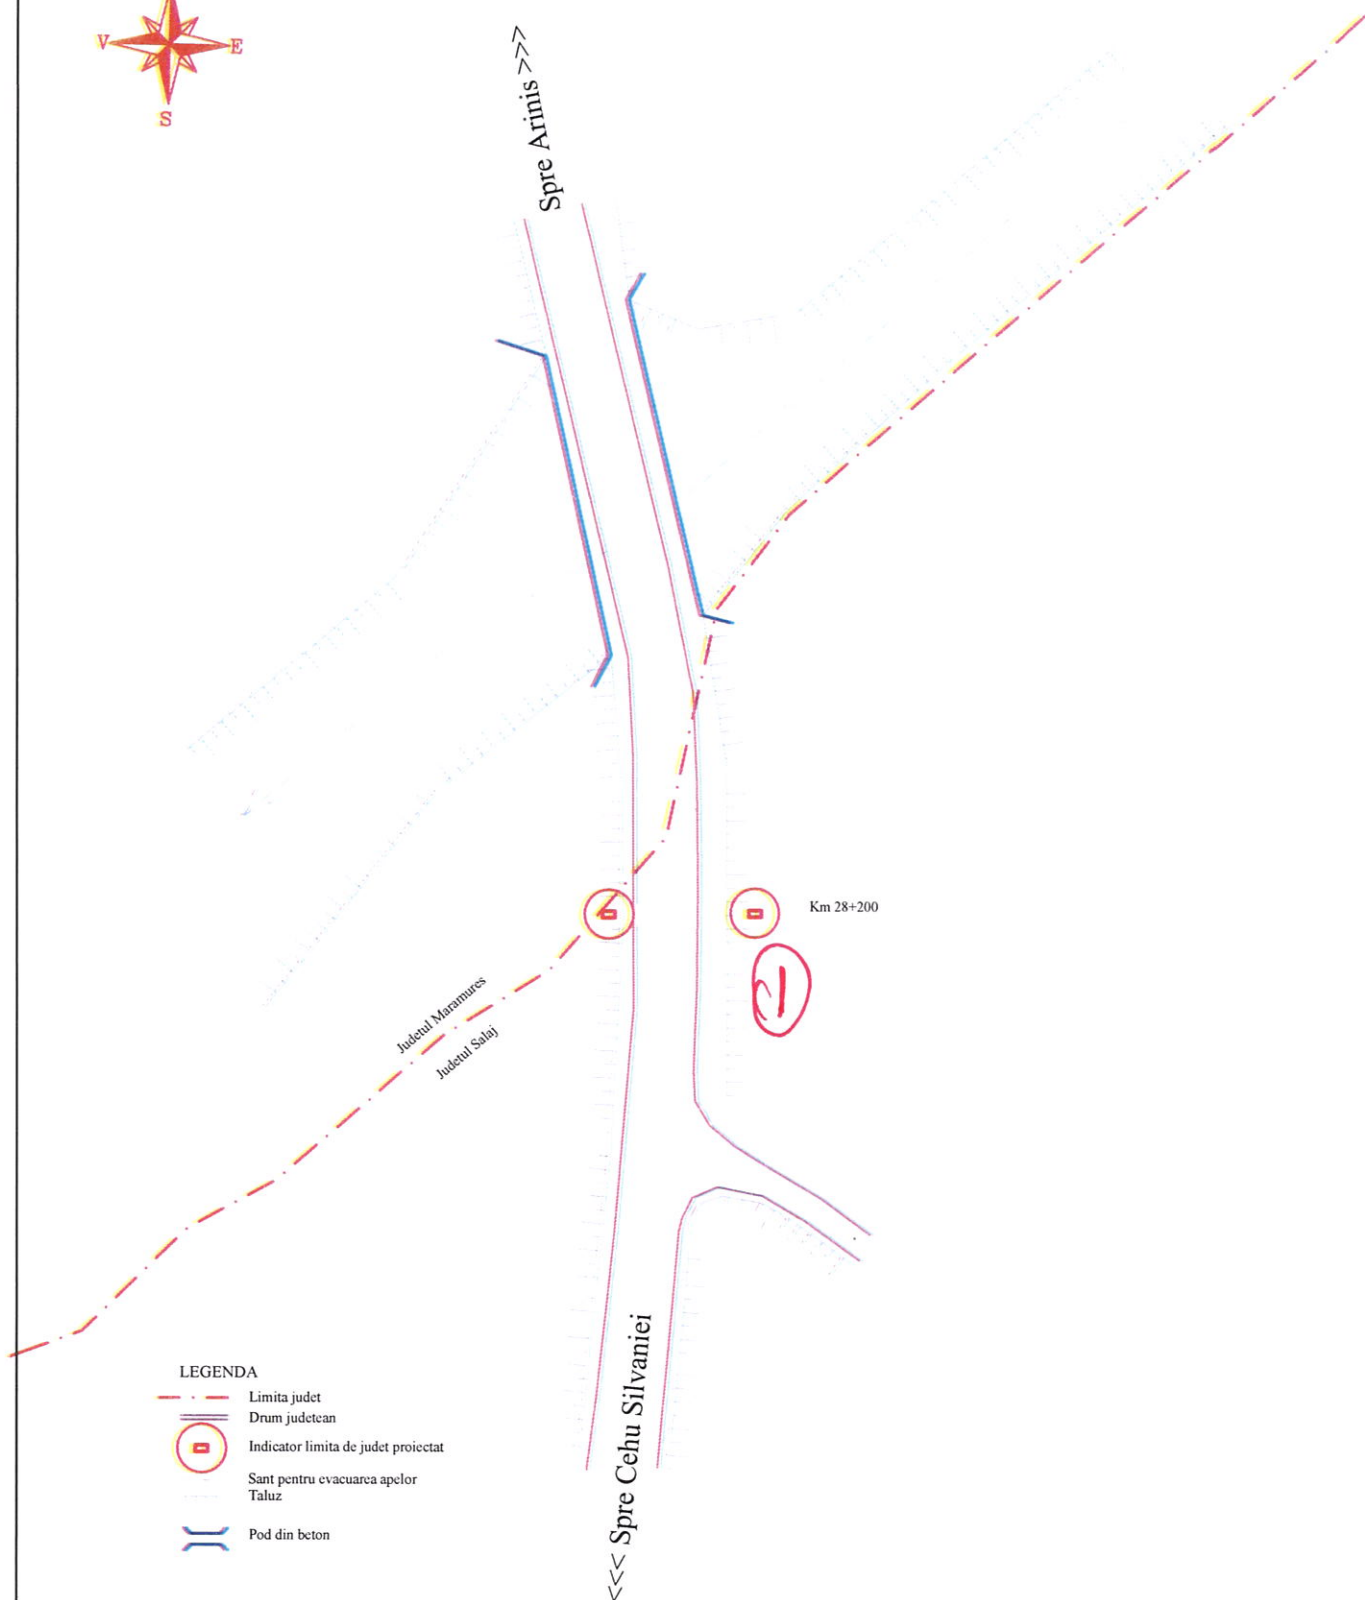 V
E
S
Spre Arinis >>>
Km 28+200
1
Judetul Maramures
Judetul Salaj
<<< Spre Cehu Silvaniei
LEGENDA
Limita judet
Drum judetean
Indicator limita de judet proiectat
Sant pentru evacuarea apelor
Taluz
Pod din beton